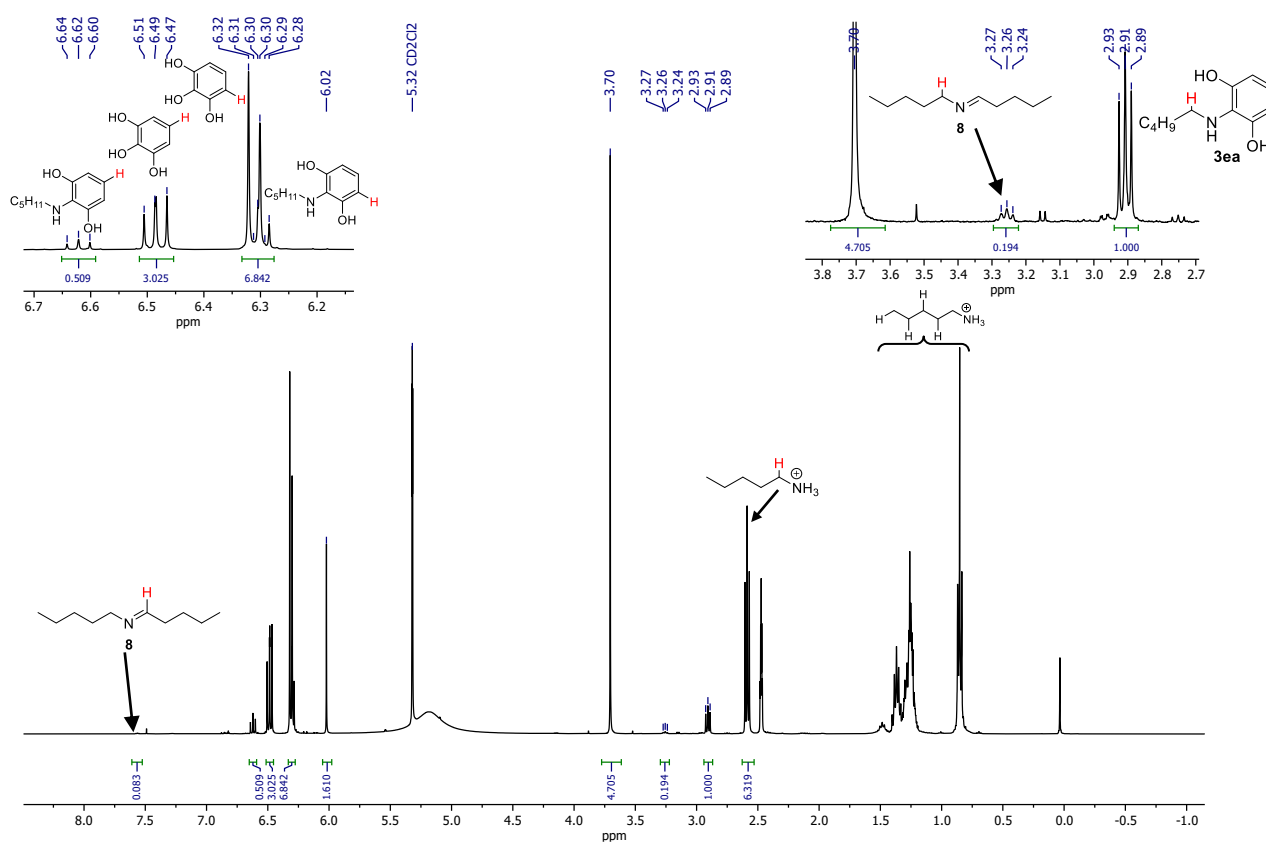 6.64 6.62 6.60 6.51 6.49 6.47 6.32 6.31 6.30 6.30 6.29 6.28 6.02 5.32 CD2Cl2 3.70 3.27 3.26 3.24 2.93 2.91 2.89
HO
HO
OH
H
HO
HO
OH
H
HO
C5H11
N
H
OH
H
HO
C5H11
N
H
OH
H
0.509 3.025 6.842
6.7 6.6 6.5 6.4 6.3 6.2
ppm
3.70 3.27 3.26 3.24 2.93 2.91 2.89
H
N
8
HO
H
C4H9
N
H
OH
3ea
4.705 0.194 1.000
3.8 3.7 3.6 3.5 3.4 3.3 3.2 3.1 3.0 2.9 2.8 2.7
ppm
H
H
NH3
+
H
H
H
NH3
+
H
N
8
0.083 0.509 3.025 6.842 1.610 4.705 0.194 1.000 6.319
8.0 7.5 7.0 6.5 6.0 5.5 5.0 4.5 4.0 3.5 3.0 2.5 2.0 1.5 1.0 0.5 0.0 -0.5 -1.0
ppm